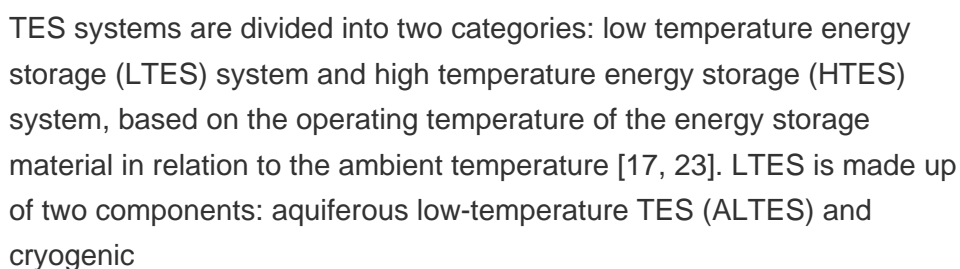 TES systems are divided into two categories: low temperature energy
storage (LTES) system and high temperature energy storage (HTES)
system, based on the operating temperature of the energy storage
material in relation to the ambient temperature [17, 23]. LTES is made up
of two components: aquiferous low-temperature TES (ALTES) and
cryogenic